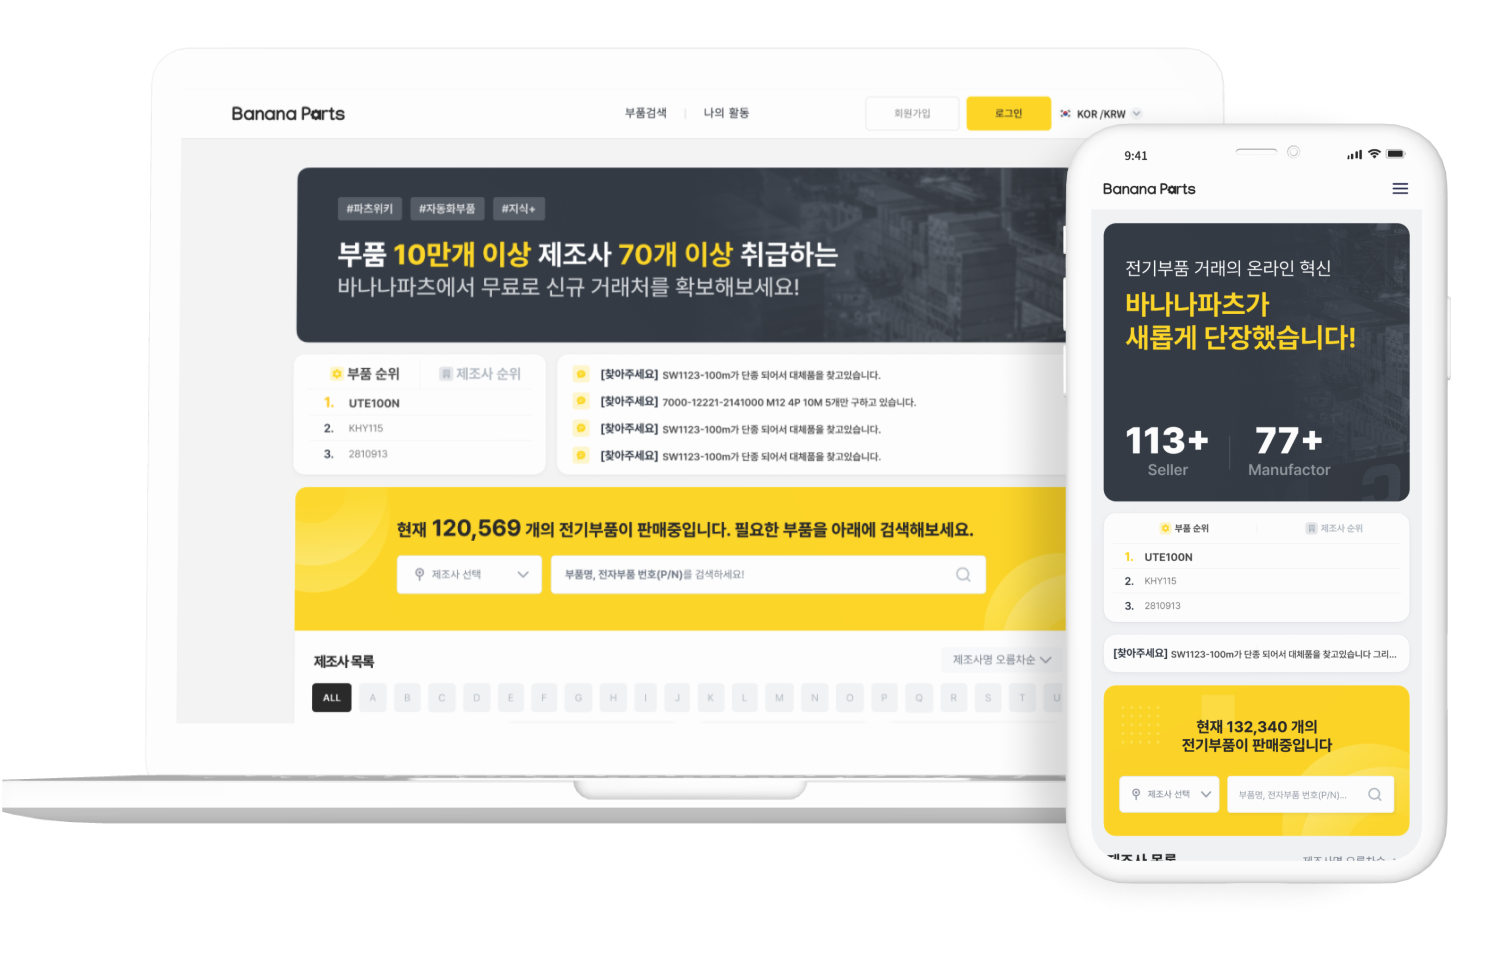 Banana Parts
부품검색
나의 활동
회원가입
로그인
KOR /KRW
#파츠위키
#자동화부품
#지식+
부품 10만개 이상 제조사 70개 이상 취급하는
바나나파츠에서 무료로 신규 거래처를 확보해보세요!
부품 순위
제조사 순위
1. UTE100N
2. KHY115
3. 2810913
[찾아주세요] SW1123-100m가 단종 되어서 대체품을 찾고있습니다.
[찾아주세요] 7000-12221-2141000 M12 4P 10M 5개만 구하고 있습니다.
[찾아주세요] SW1123-100m가 단종 되어서 대체품을 찾고있습니다.
[찾아주세요] SW1123-100m가 단종 되어서 대체품을 찾고있습니다.
현재 120,569 개의 전기부품이 판매중입니다. 필요한 부품을 아래에 검색해보세요.
제조사 선택
부품명, 전자부품 번호(P/N)를 검색하세요!
제조사 목록
제조사명 오름차순
ALL A B C D E F G H I J K L M N O P Q R S T U
9:41
Banana Parts
전기부품 거래의 온라인 혁신
바나나파츠가
새롭게 단장했습니다!
113+
Seller
77+
Manufactor
부품 순위
제조사 순위
1. UTE100N
2. KHY115
3. 2810913
[찾아주세요] SW1123-100m가 단종 되어서 대체품을 찾고있습니다 그리...
현재 132,340 개의
전기부품이 판매중입니다
제조사 선택
부품명, 전자부품 번호(P/N)...
제조사 목록
제조사명 오름차순